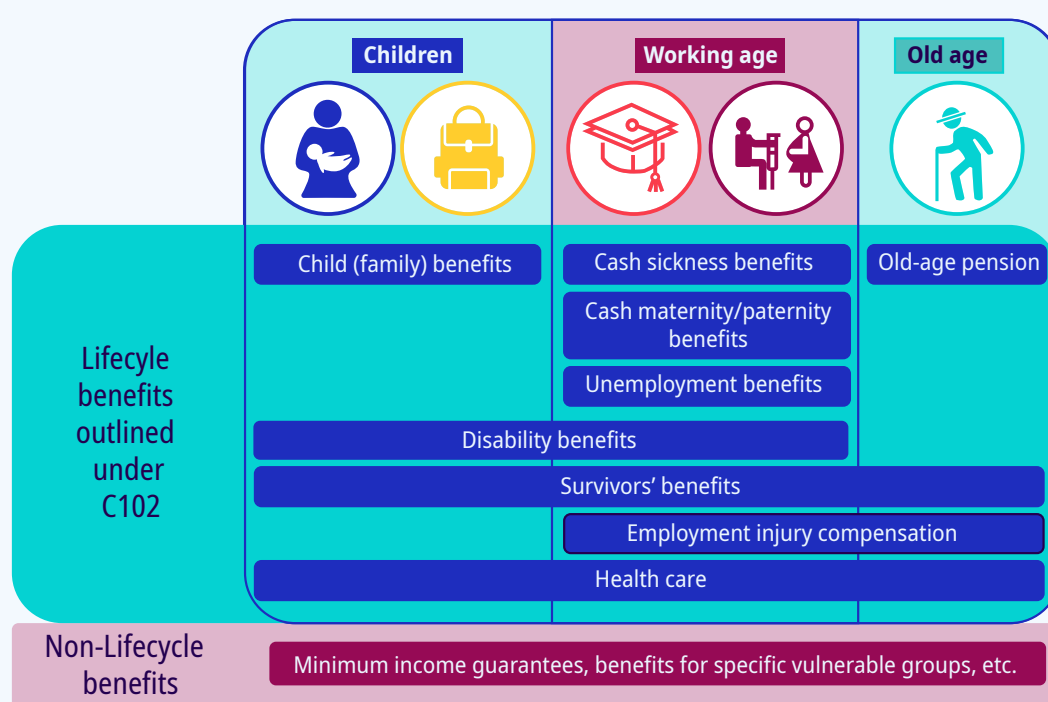 Children
Working age
Old age
Child (family) benefits
Cash sickness benefits
Old-age pension
Cash maternity/paternity
benefits
Unemployment benefits
Lifecyle
benefits
outlined
under
C102
Disability benefits
Survivors’ benefits
Employment injury compensation
Health care
Non-Lifecycle
benefits
Minimum income guarantees, benefits for specific vulnerable groups, etc.